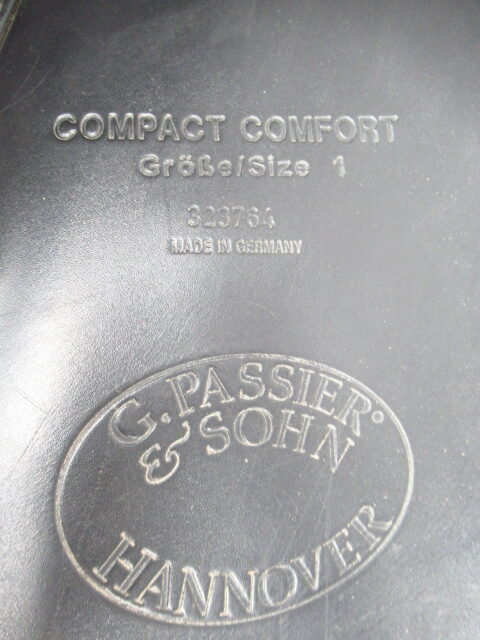 COMPACT COMFORT
Größe/Size 1
323764
MADE IN GERMANY
G. PASSIER
& SOHN
HANNOVER